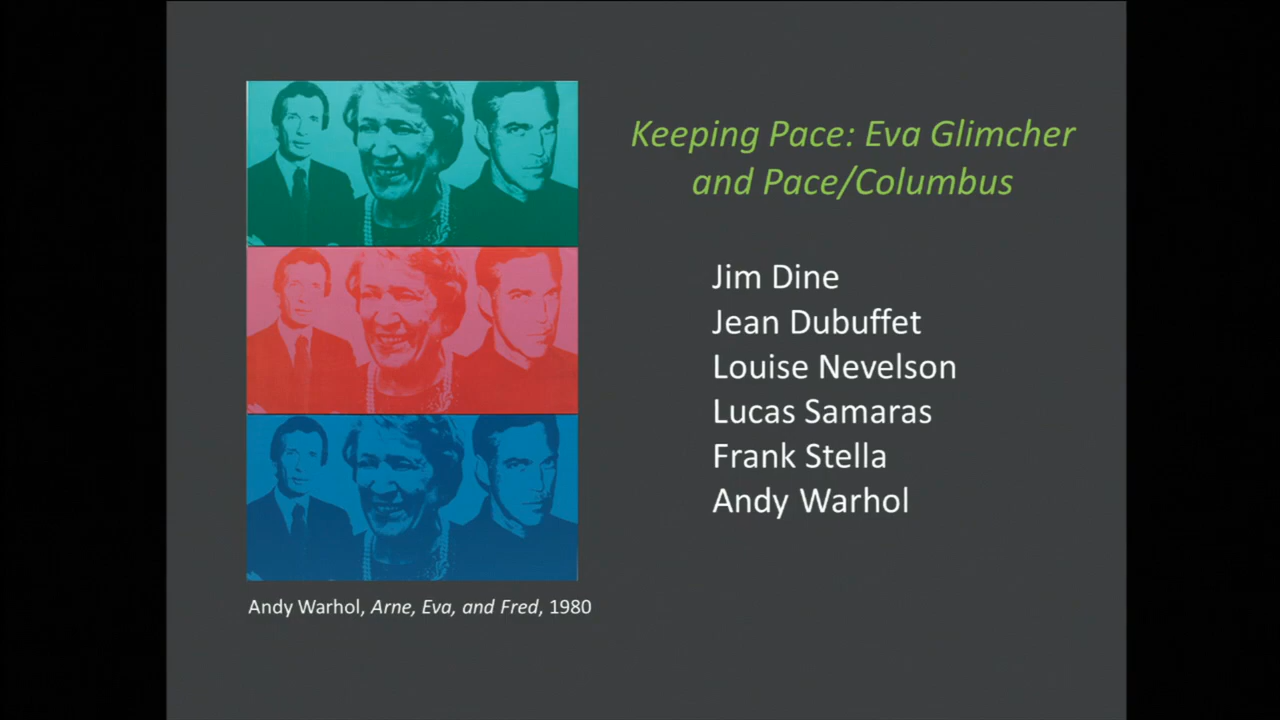 Keeping Pace: Eva Glimcher
and Pace/Columbus
Jim Dine
Jean Dubuffet
Louise Nevelson
Lucas Samaras
Frank Stella
Andy Warhol
Andy Warhol, Arne, Eva, and Fred, 1980